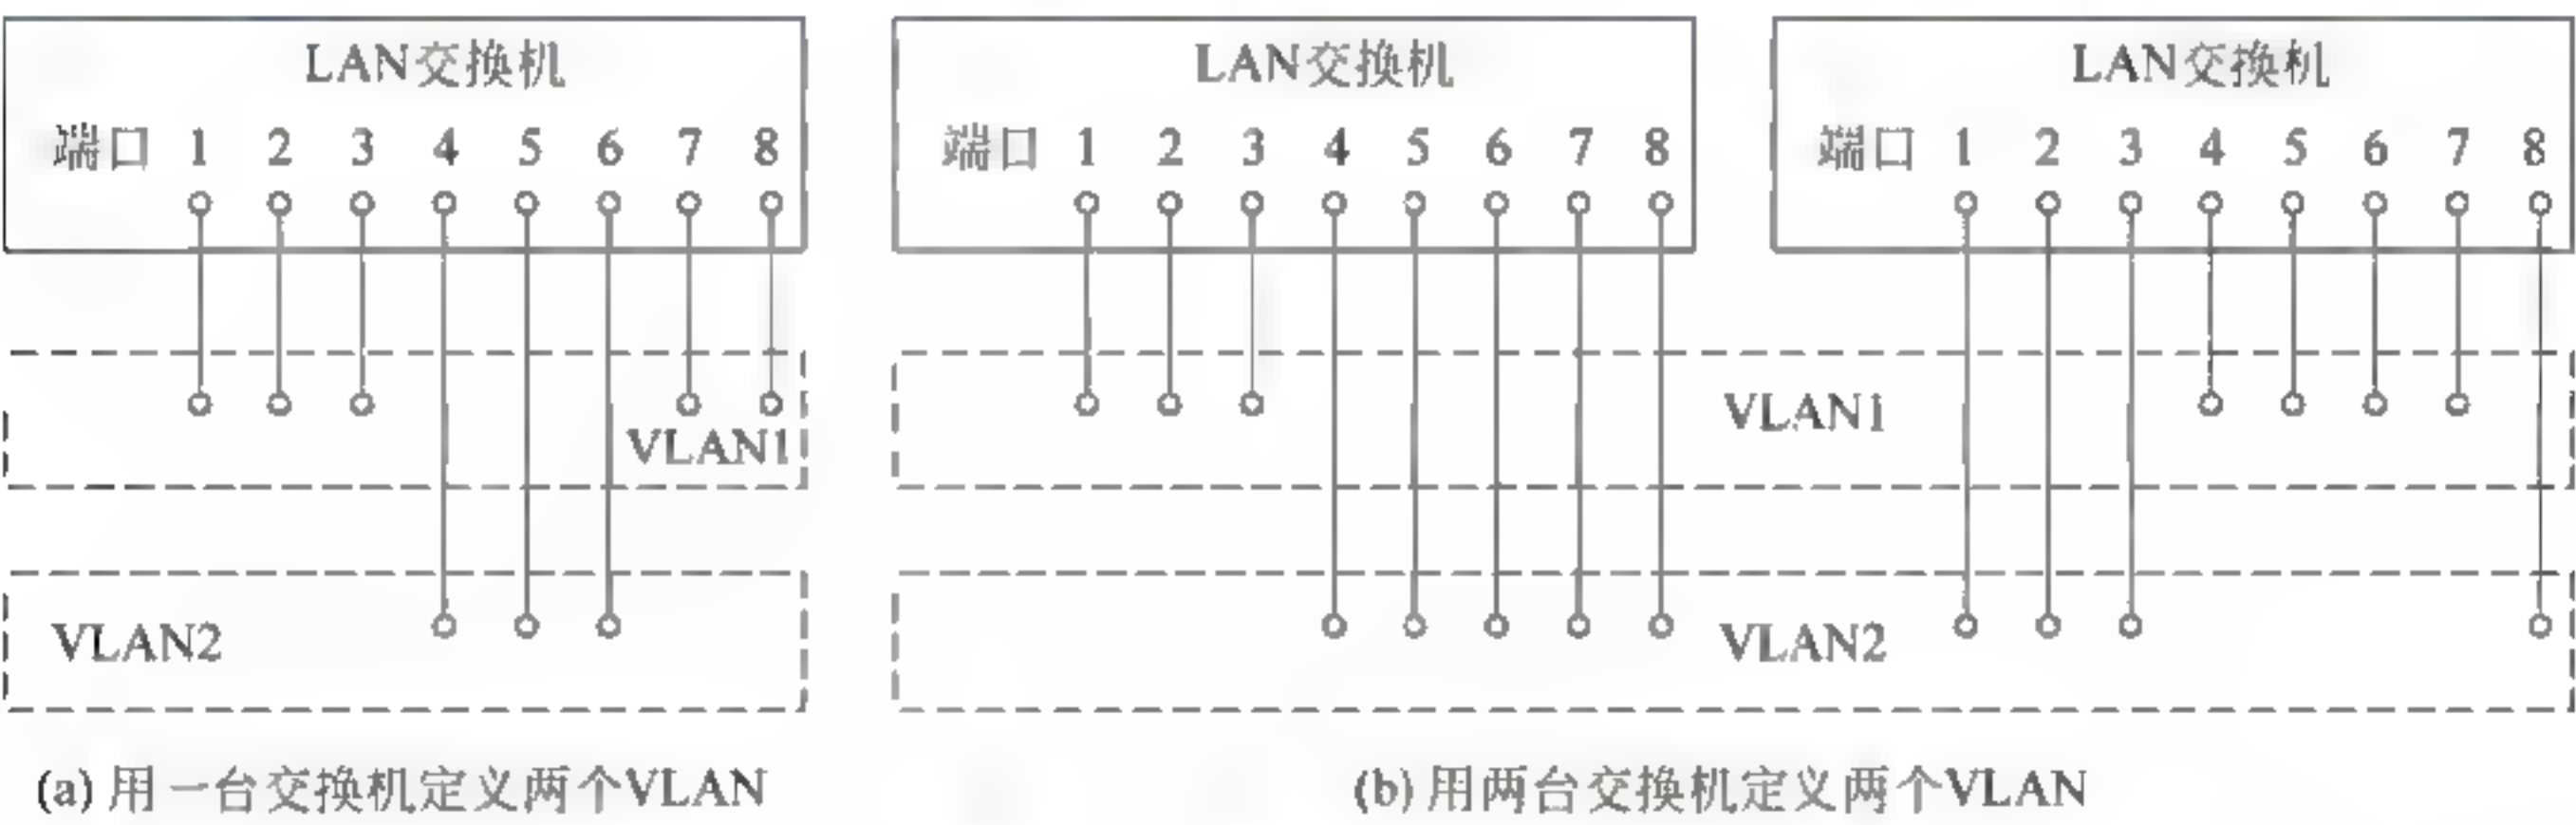 LAN交换机
端口 1 2 3 4 5 6 7 8
VLAN1
VLAN2
(a) 用一台交换机定义两个VLAN
LAN交换机
端口 1 2 3 4 5 6 7 8
LAN交换机
端口 1 2 3 4 5 6 7 8
VLAN1
VLAN2
(b) 用两台交换机定义两个VLAN